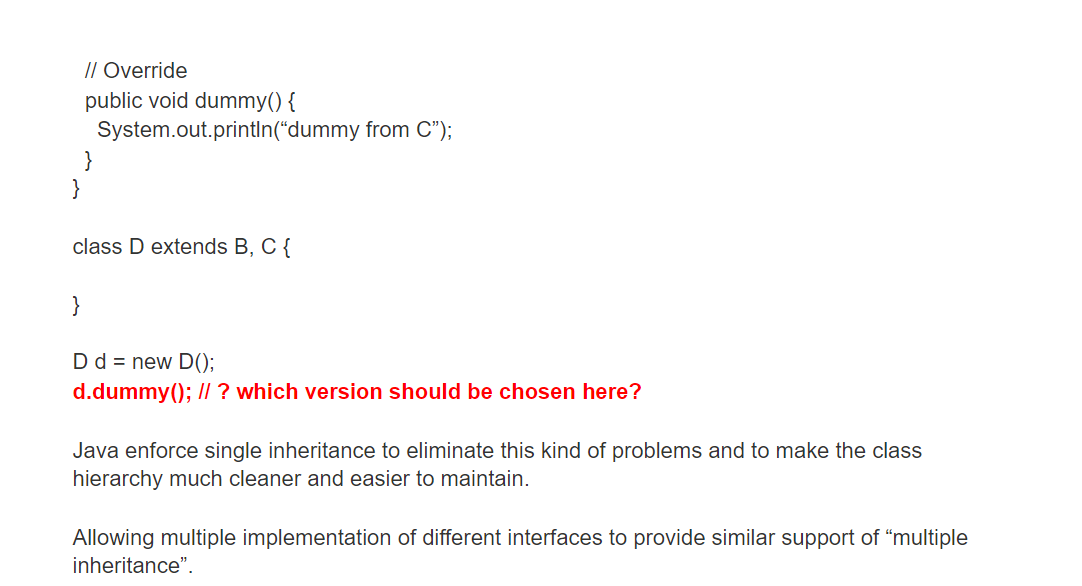 // Override
public void dummy() {
System.out.println(“dummy from C”);
}
}
class D extends B, C {
}
D d = new D();
d.dummy(); // ? which version should be chosen here?
Java enforce single inheritance to eliminate this kind of problems and to make the class
hierarchy much cleaner and easier to maintain.
Allowing multiple implementation of different interfaces to provide similar support of “multiple
inheritance”.